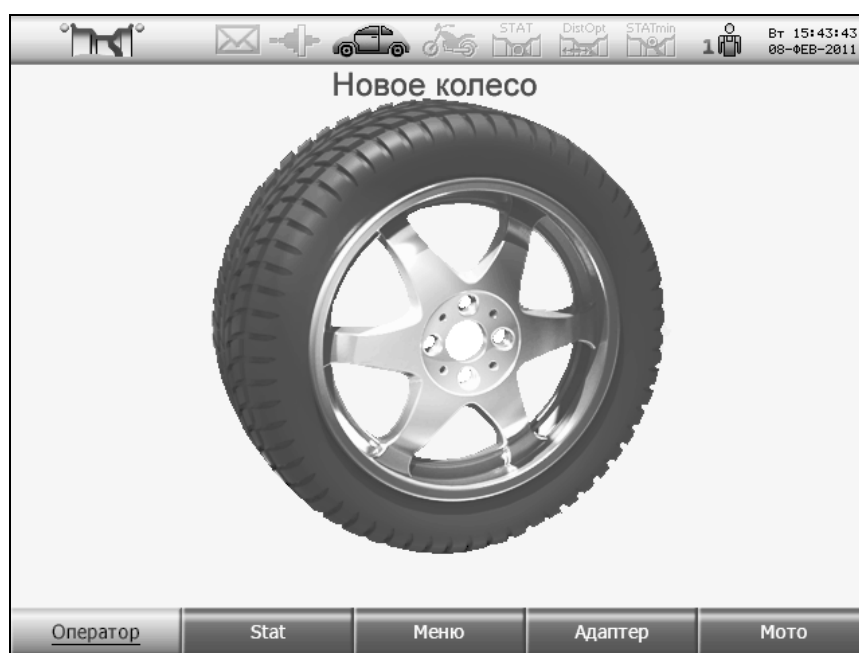 STAT DistOpt STATmin
1
Вт 15:43:43
08-ФЕВ-2011
Новое колесо
Оператор Stat Меню Адаптер Мото